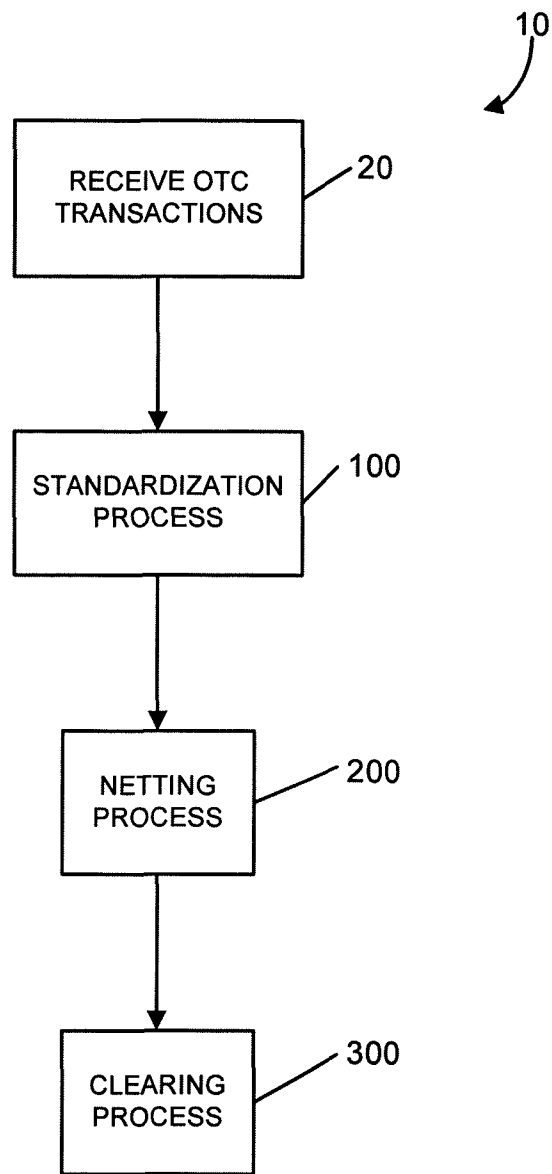 10
RECEIVE OTC
TRANSACTIONS
20
STANDARDIZATION
PROCESS
100
NETTING
PROCESS
200
CLEARING
PROCESS
300